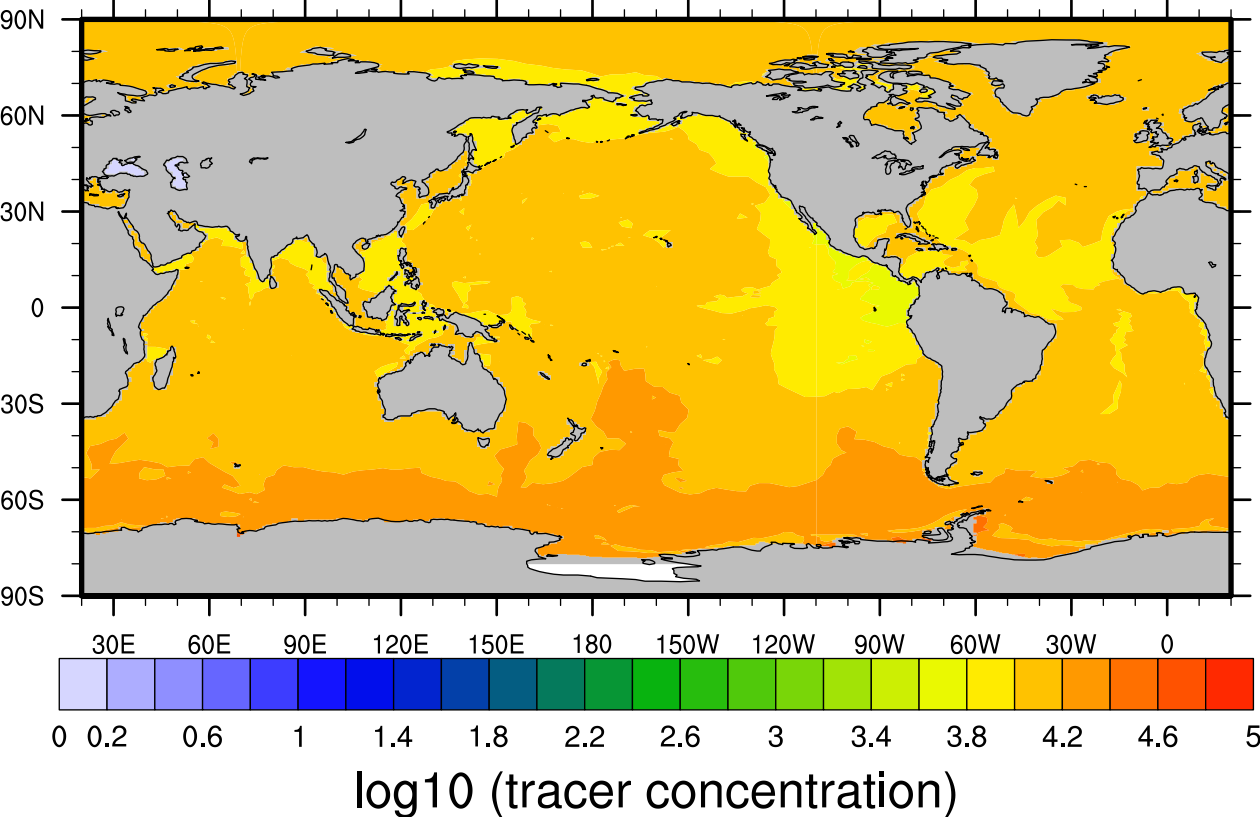 90N
60N
30N
0
30S
60S
90S
30E 60E 90E 120E 150E 180 150W 120W 90W 60W 30W 0
0 0.2 0.6 1 1.4 1.8 2.2 2.6 3 3.4 3.8 4.2 4.6 5
log10 (tracer concentration)